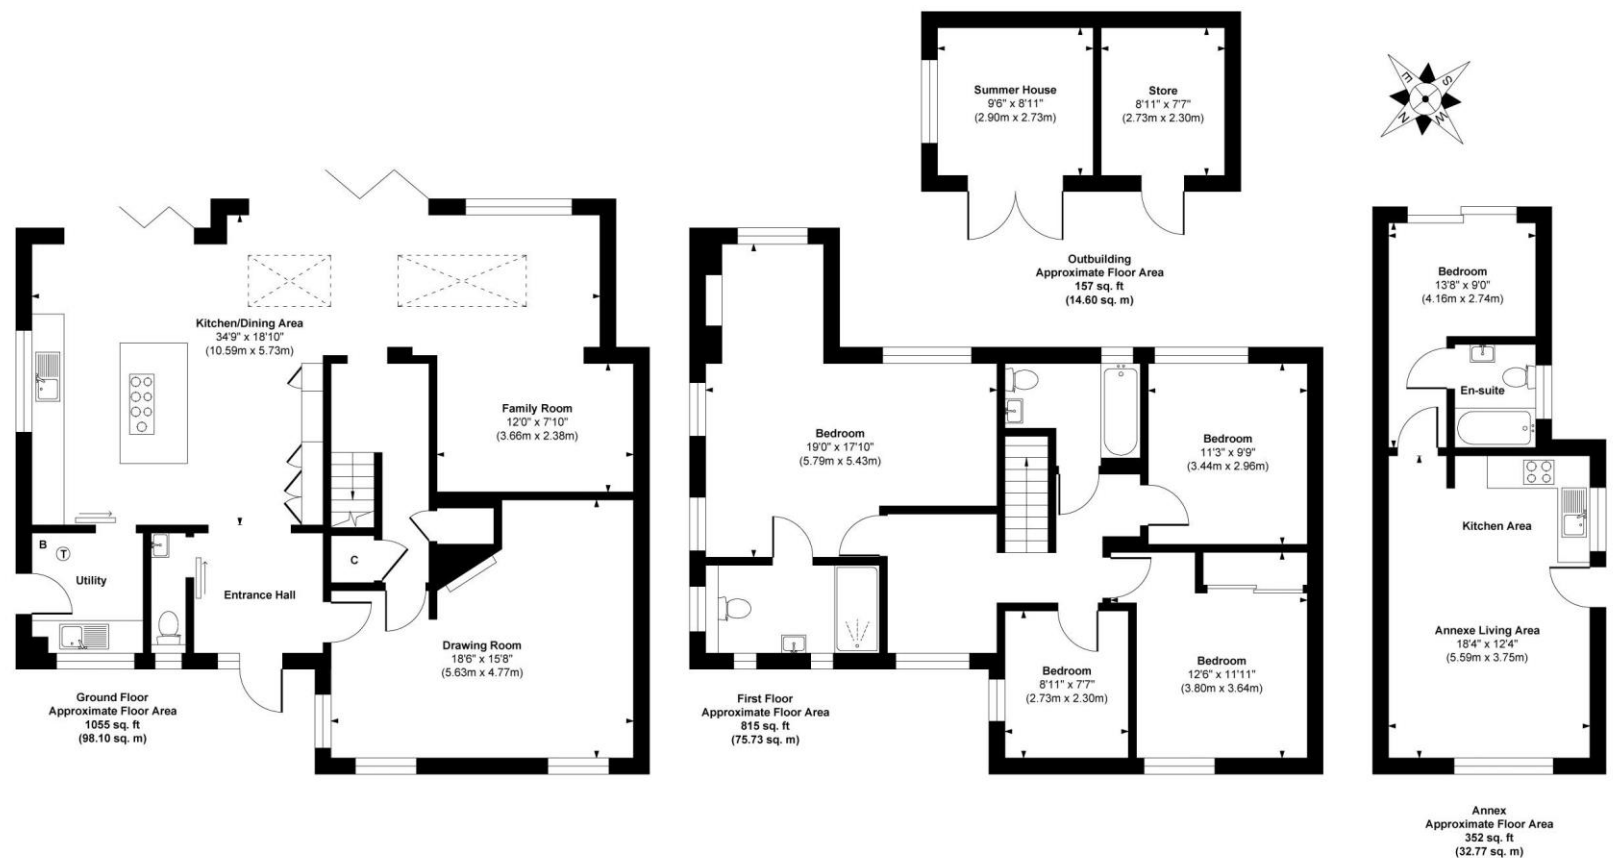 Summer House
9'6" x 8'11"
(2.90m x 2.73m)
Store
8'11" x 7'7"
(2.73m x 2.30m)
Outbuilding
Approximate Floor Area
157 sq. ft
(14.60 sq. m)
E
S
N
W
Kitchen/Dining Area
34'9" x 18'10"
(10.59m x 5.73m)
Family Room
12'0" x 7'10"
(3.66m x 2.38m)
B
T
Utility
Entrance Hall
C
Drawing Room
18'6" x 15'8"
(5.63m x 4.77m)
Ground Floor
Approximate Floor Area
1055 sq. ft
(98.10 sq. m)
Bedroom
19'0" x 17'10"
(5.79m x 5.43m)
Bedroom
11'3" x 9'9"
(3.44m x 2.96m)
Bedroom
8'11" x 7'7"
(2.73m x 2.30m)
Bedroom
12'6" x 11'11"
(3.80m x 3.64m)
First Floor
Approximate Floor Area
815 sq. ft
(75.73 sq. m)
Bedroom
13'8" x 9'0"
(4.16m x 2.74m)
En-suite
Kitchen Area
Annexe Living Area
18'4" x 12'4"
(5.59m x 3.75m)
Annex
Approximate Floor Area
352 sq. ft
(32.77 sq. m)